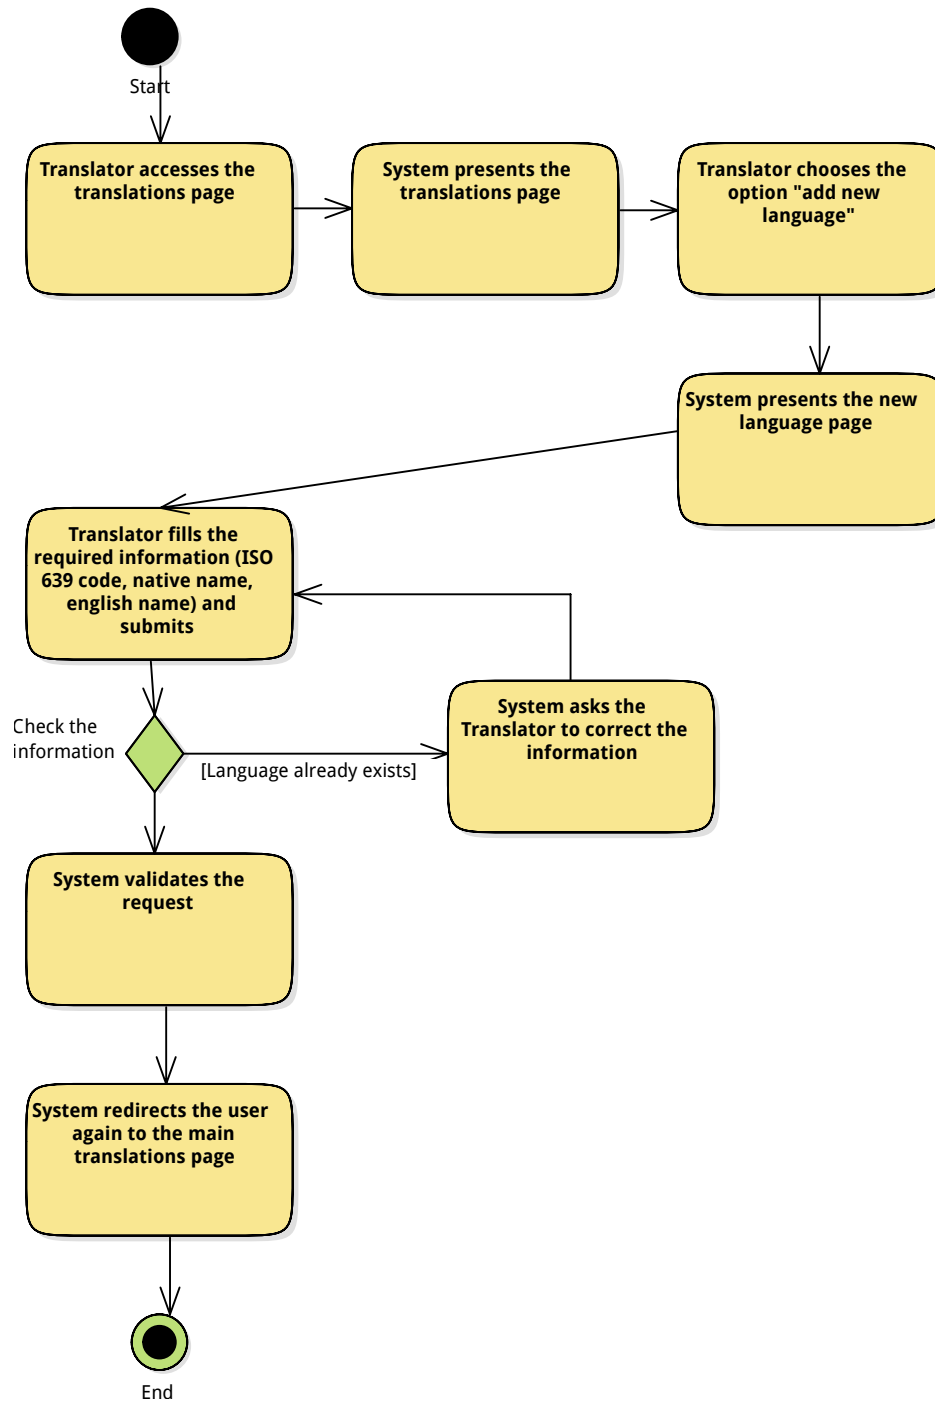 Start
Translator accesses the
translations page
System presents the
translations page
Translator chooses the
option "add new
language"
System presents the new
language page
Translator fills the
required information (ISO
639 code, native name,
english name) and
submits
Check the
information
[Language already exists]
System asks the
Translator to correct the
information
System validates the
request
System redirects the user
again to the main
translations page
End